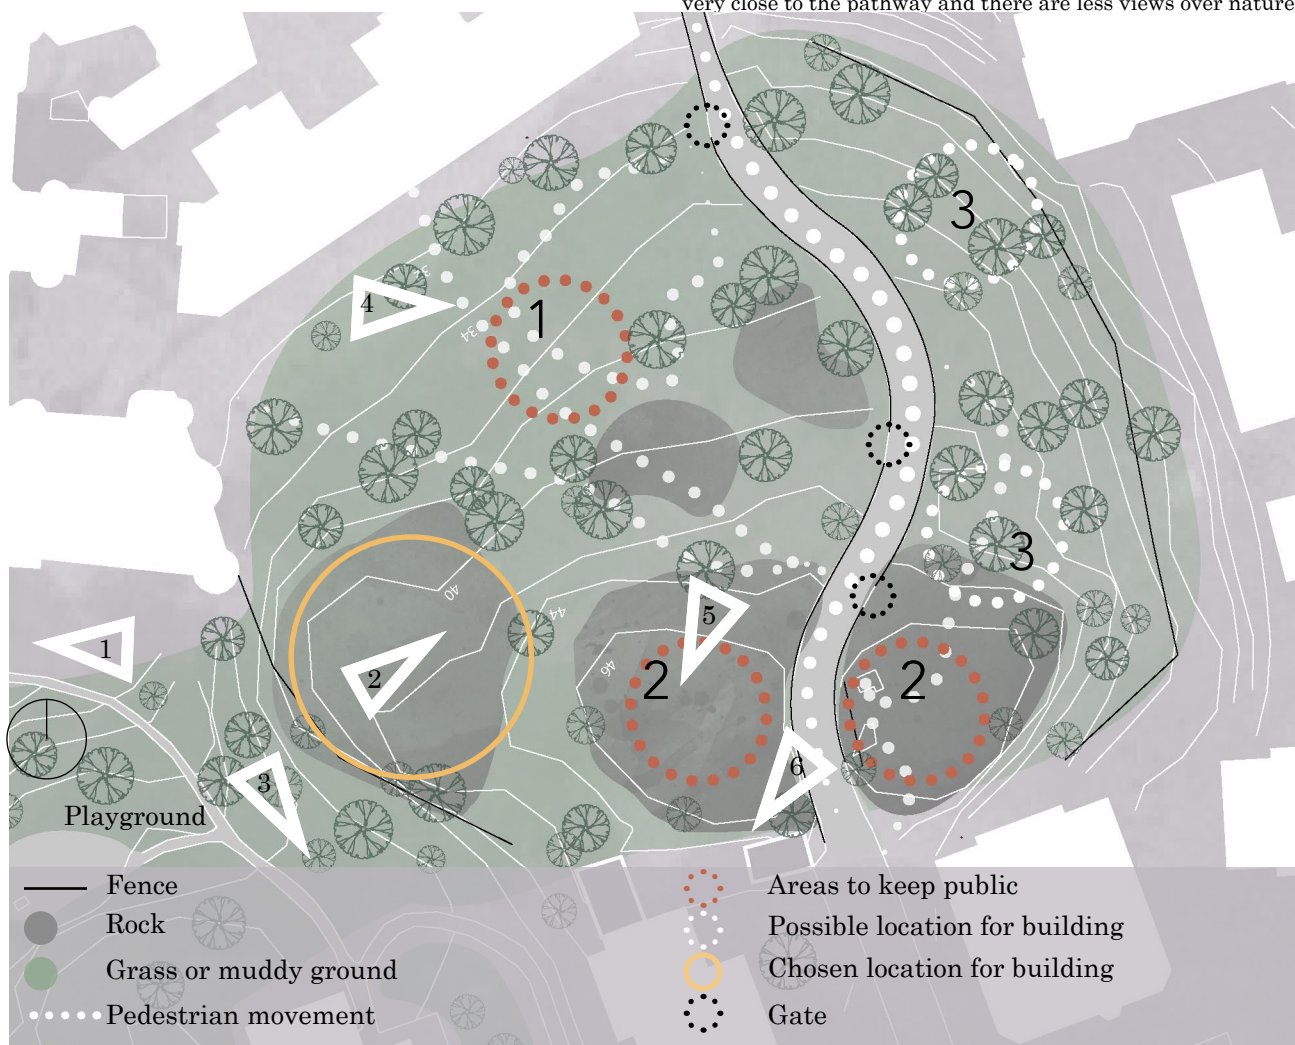 very close to the pathway and there are less views over nature
3
4
1
34
3
40
44
5
1
2
46
2
2
6
3
Playground
Fence
Rock
Grass or muddy ground
Pedestrian movement
Areas to keep public
Possible location for building
Chosen location for building
Gate